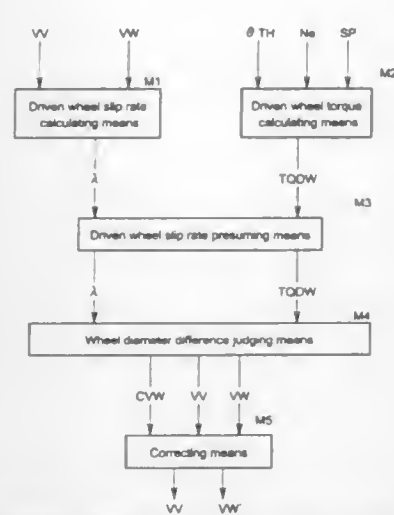 VV VW θ TH Ne SP
M1 M2
Driven wheel slip rate
calculating means
Driven wheel torque
calculating means
λ TQDW
M3
Driven wheel slip rate presuming means
λ TQDW
M4
Wheel diameter difference judging means
CVW VV VW
M5
Correcting means
VV VW'